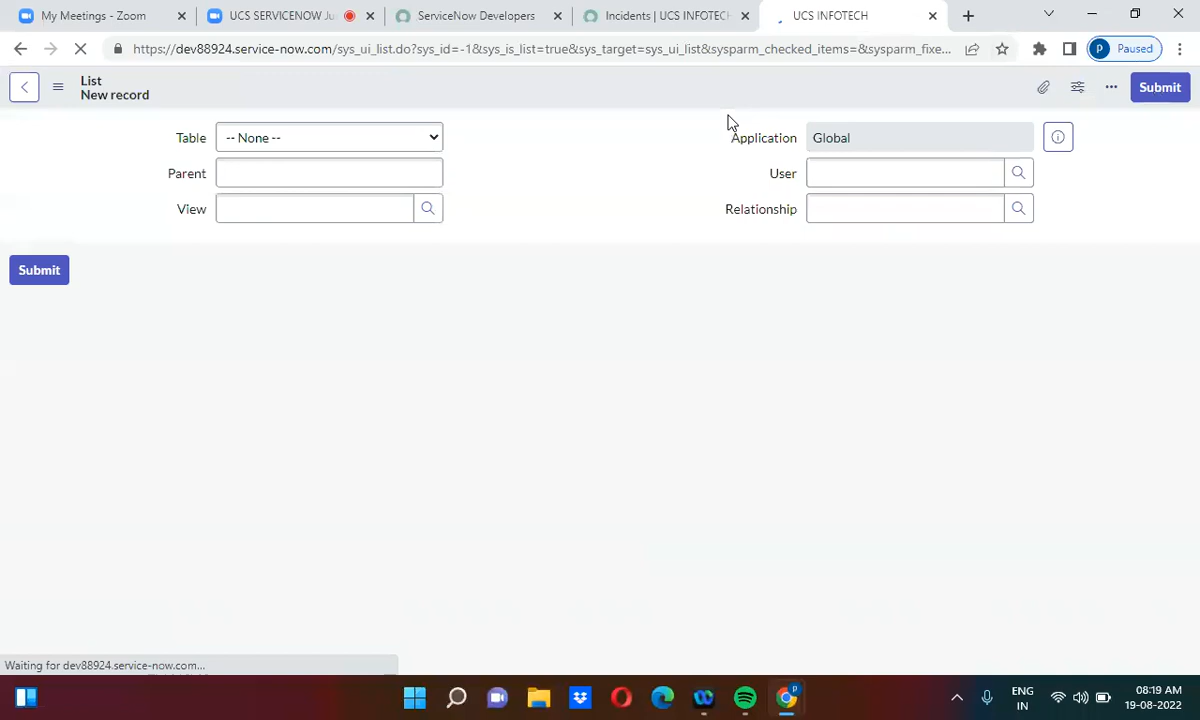 My Meetings - Zoom
UCS SERVICENOW Ju
ServiceNow Developers
Incidents | UCS INFOTECH
UCS INFOTECH
https://dev88924.service-now.com/sys_ui_list.do?sys_id=-1&sys_is_list=true&sys_target=sys_ui_list&sysparm_checked_items=&sysparm_fixe...
P Paused
List
New record
Submit
Table -- None --
Application Global
Parent
User
View
Relationship
Submit
Waiting for dev88924.service-now.com...
P
ENG
IN
08:19 AM
19-08-2022